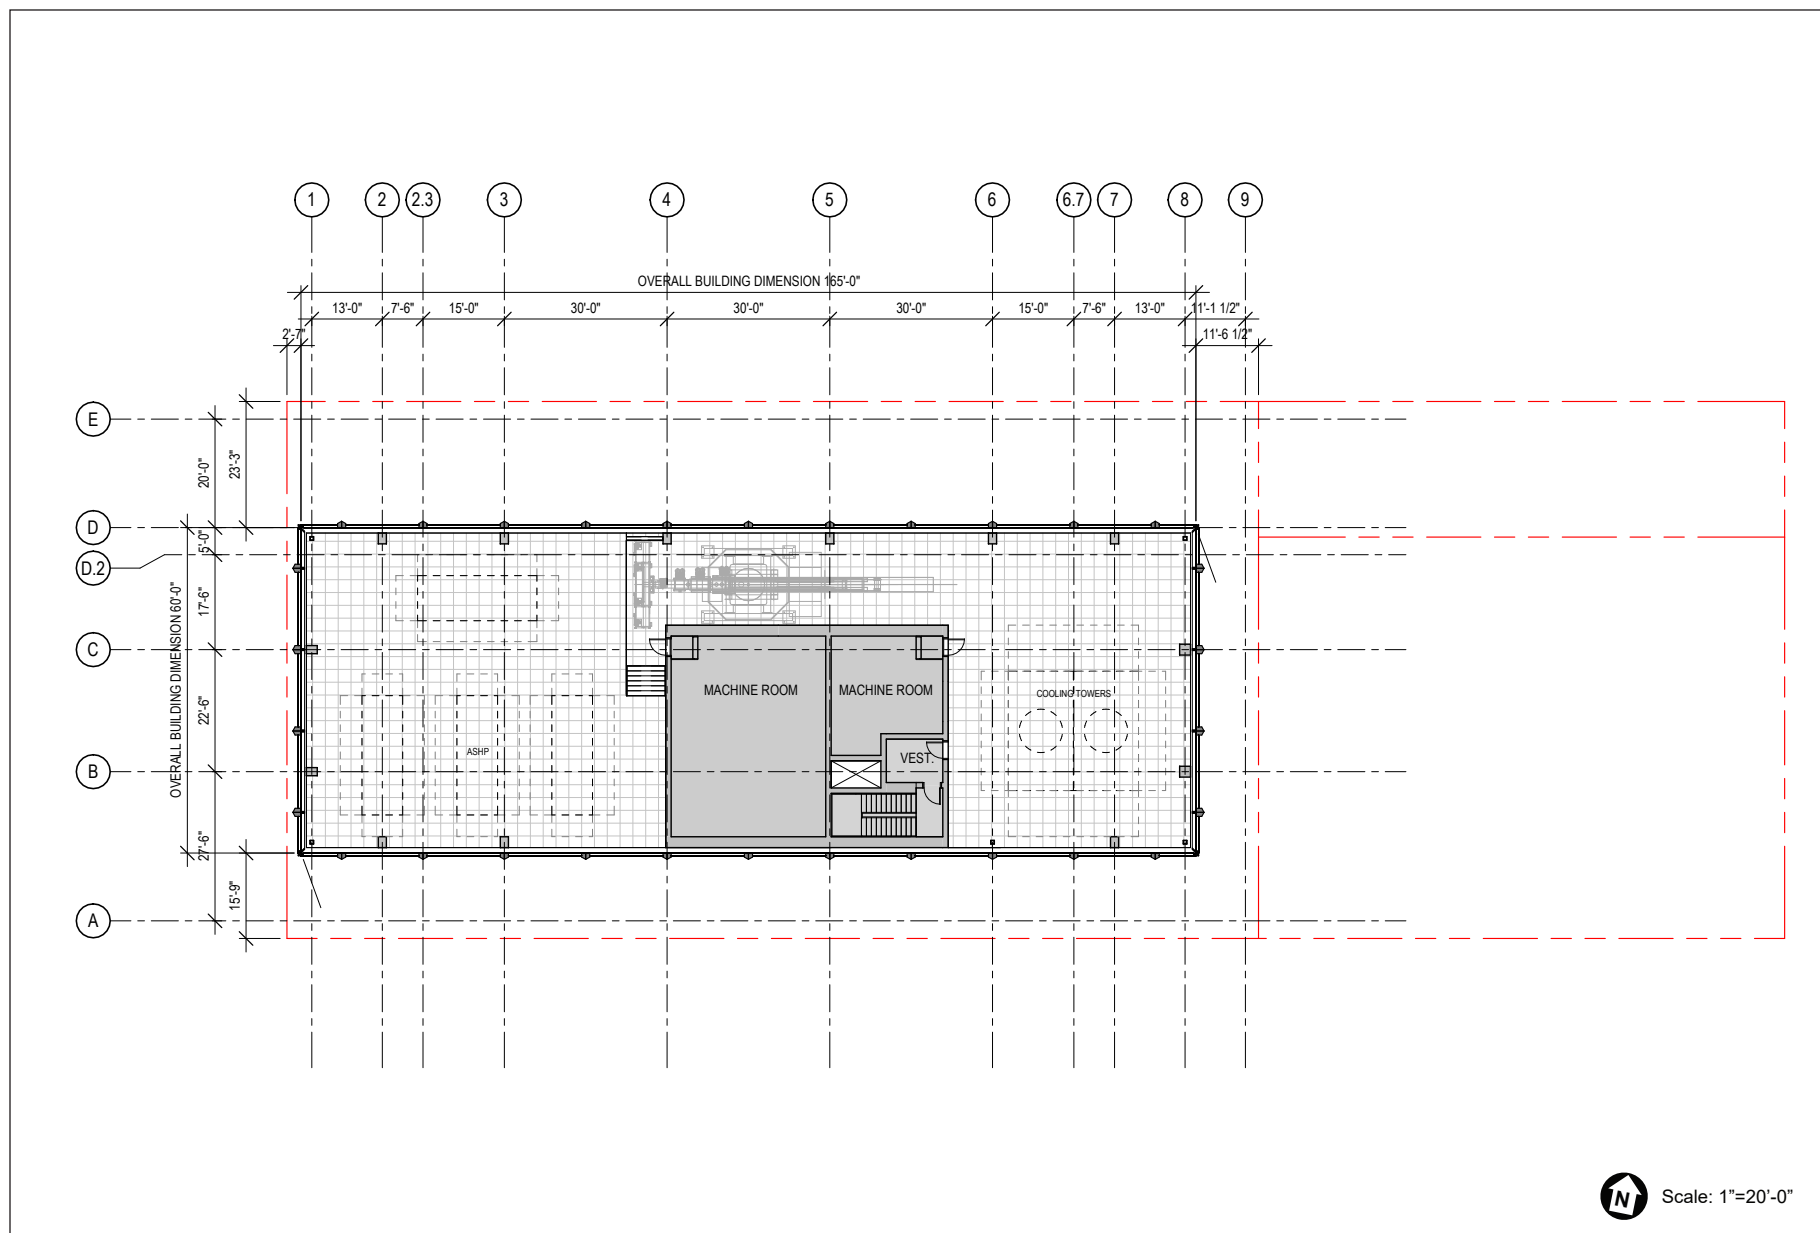 1 2 2.3 3 4 5 6 6.7 7 8 9
OVERALL BUILDING DIMENSION 165'-0"
13'-0" 7'-6" 15'-0" 30'-0" 30'-0" 30'-0" 15'-0" 7'-6" 13'-0" 11'-1 1/2"
2'-7" 11'-6 1/2"
E
23'-3"
20'-0"
D
5'-0"
D.2
17'-6"
OVERALL BUILDING DIMENSION 60'-0"
C
22'-6"
B
27'-6"
15'-9"
A
MACHINE ROOM MACHINE ROOM
COOLING TOWERS
ASHP
VEST.
N
Scale: 1”=20’-0”